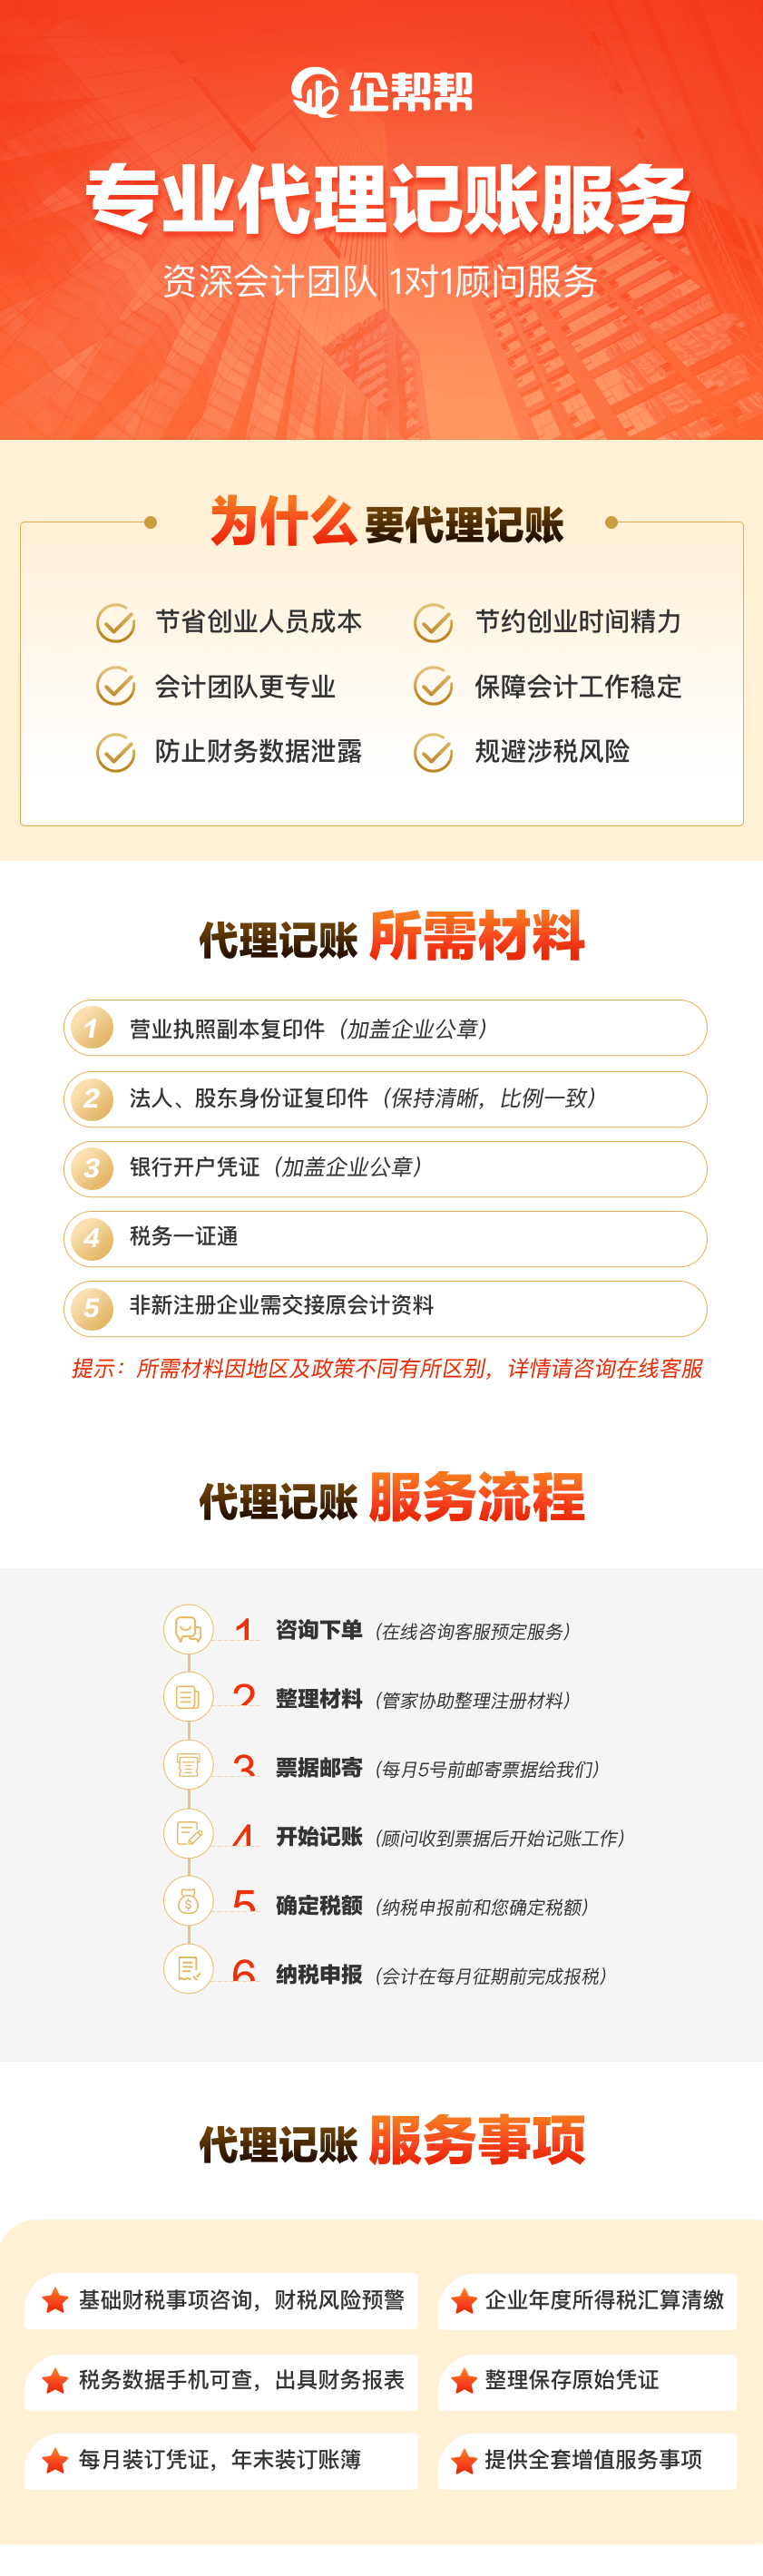 企帮帮
专业代理记账服务
资深会计团队 1对1顾问服务
为什么要代理记账
节省创业人员成本
节约创业时间精力
会计团队更专业
保障会计工作稳定
防止财务数据泄露
规避涉税风险
代理记账 所需材料
1 营业执照副本复印件（加盖企业公章）
2 法人、股东身份证复印件（保持清晰，比例一致）
3 银行开户凭证（加盖企业公章）
4 税务一证通
5 非新注册企业需交接原会计资料
提示：所需材料因地区及政策不同有所区别，详情请咨询在线客服
代理记账 服务流程
1 咨询下单（在线咨询客服预定服务）
2 整理材料（管家协助整理注册材料）
3 票据邮寄（每月5号前邮寄票据给我们）
4 开始记账（顾问收到票据后开始记账工作）
5 确定税额（纳税申报前和您确定税额）
6 纳税申报（会计在每月征期前完成报税）
代理记账 服务事项
基础财税事项咨询，财税风险预警
企业年度所得税汇算清缴
税务数据手机可查，出具财务报表
整理保存原始凭证
每月装订凭证，年末装订账簿
提供全套增值服务事项